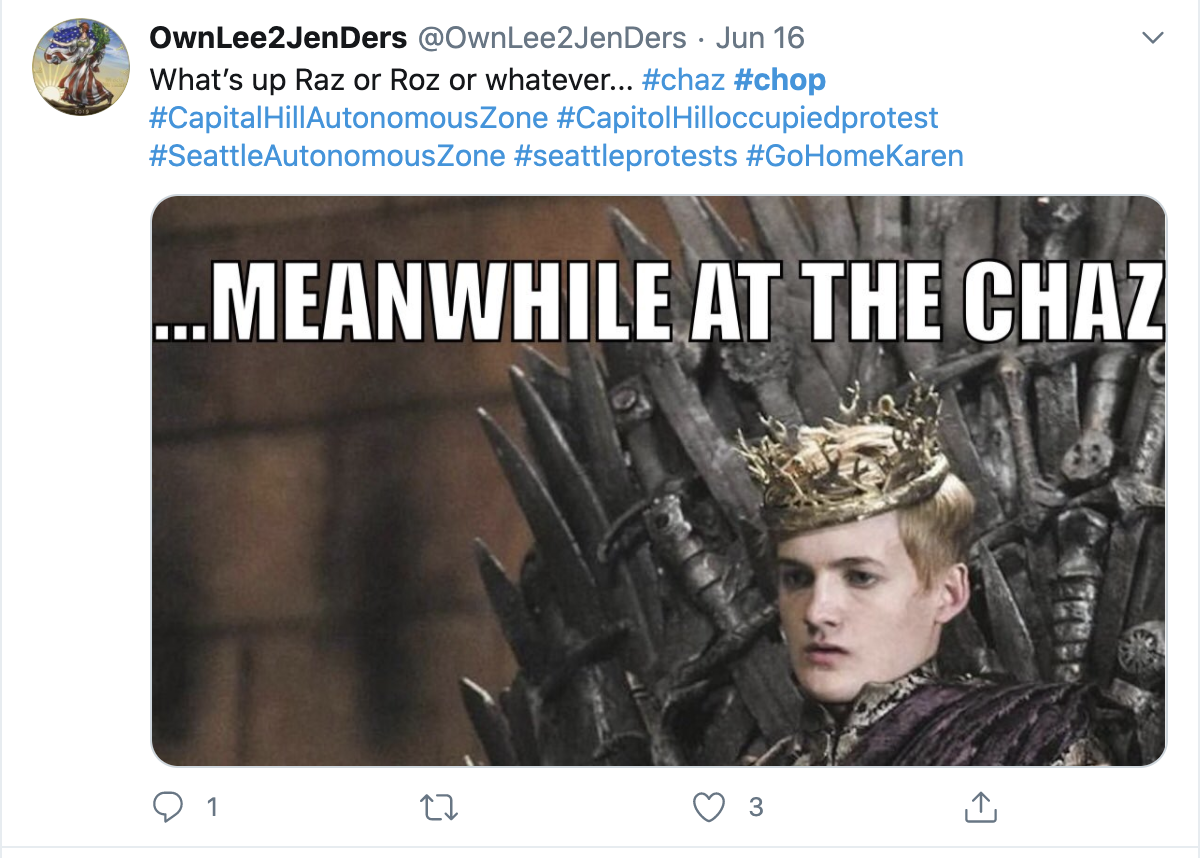 OwnLee2JenDers @OwnLee2JenDers · Jun 16
What’s up Raz or Roz or whatever... #chaz #chop
#CapitalHillAutonomousZone #CapitolHilloccupiedprotest
#SeattleAutonomousZone #seattleprotests #GoHomeKaren
...MEANWHILE AT THE CHAZ
1 3